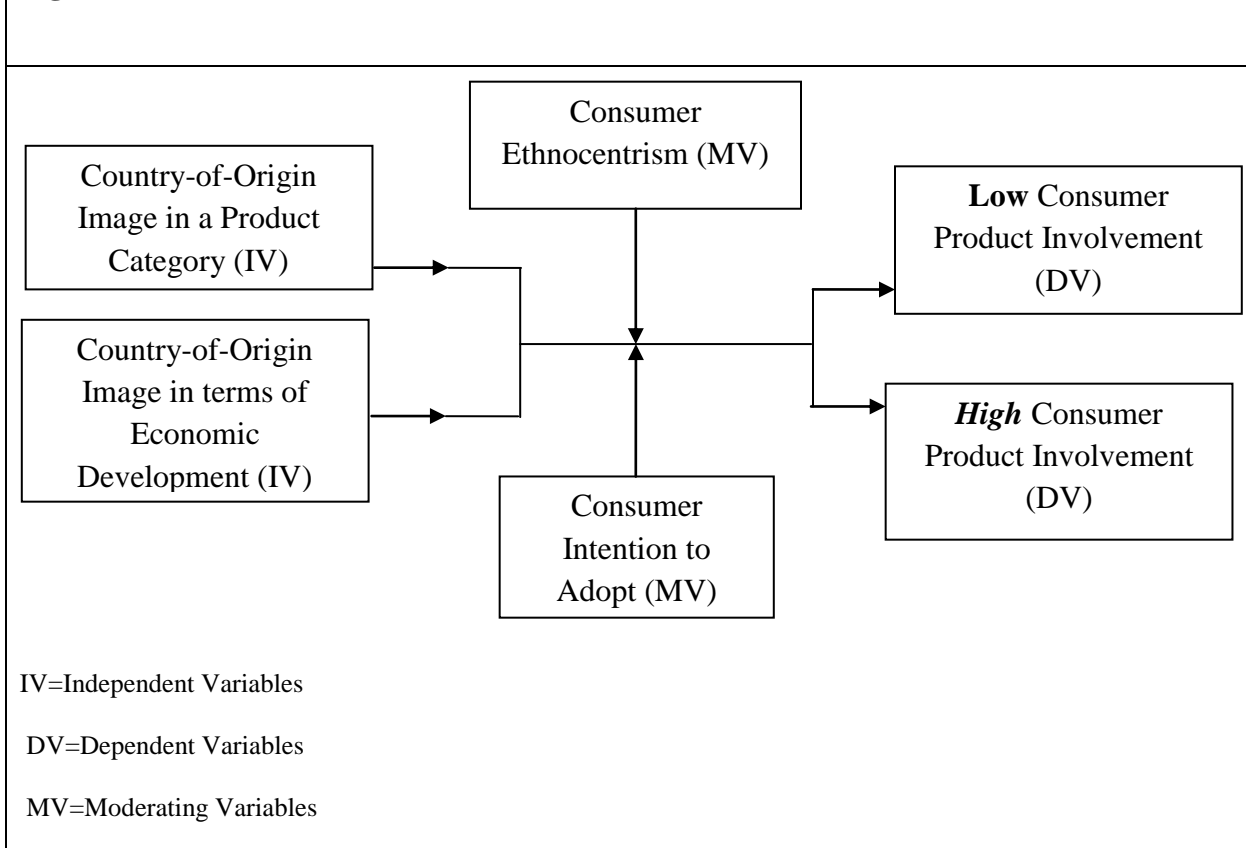 Consumer
Ethnocentrism (MV)
Country-of-Origin
Image in a Product
Category (IV)
Low Consumer
Product Involvement
(DV)
Country-of-Origin
Image in terms of
Economic
Development (IV)
High Consumer
Product Involvement
(DV)
Consumer
Intention to
Adopt (MV)
IV=Independent Variables
DV=Dependent Variables
MV=Moderating Variables